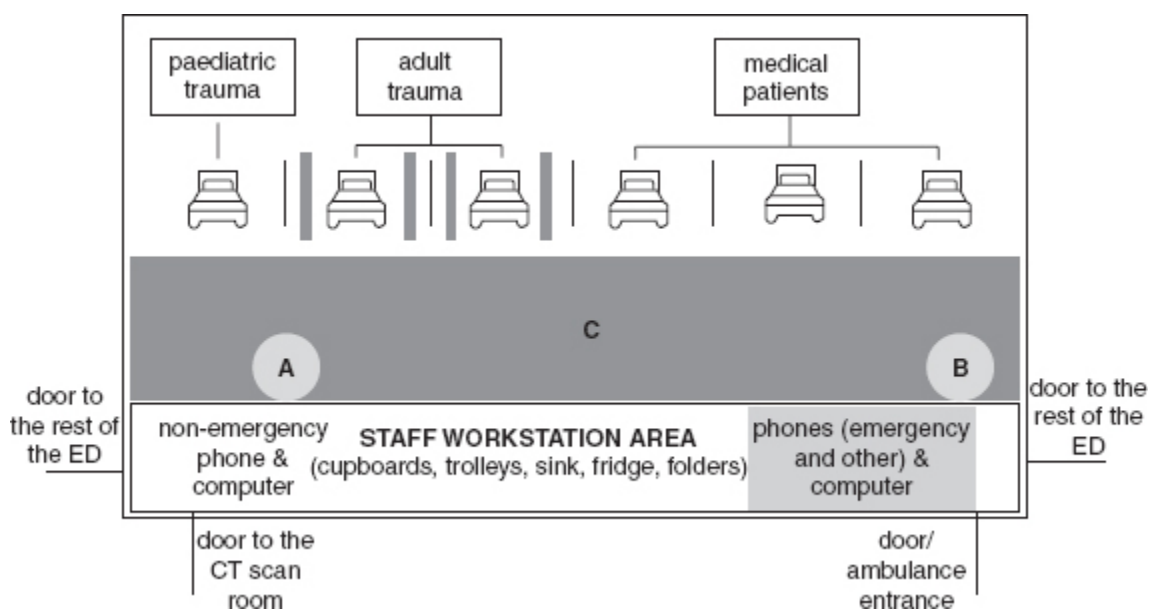 paediatric
trauma
adult
trauma
medical
patients
C
A
B
door to
the rest of
the ED
non-emergency
phone &
computer
STAFF WORKSTATION AREA
(cupboards, trolleys, sink, fridge, folders)
phones (emergency
and other) &
computer
door to the
rest of the
ED
door to the
CT scan
room
door/
ambulance
entrance